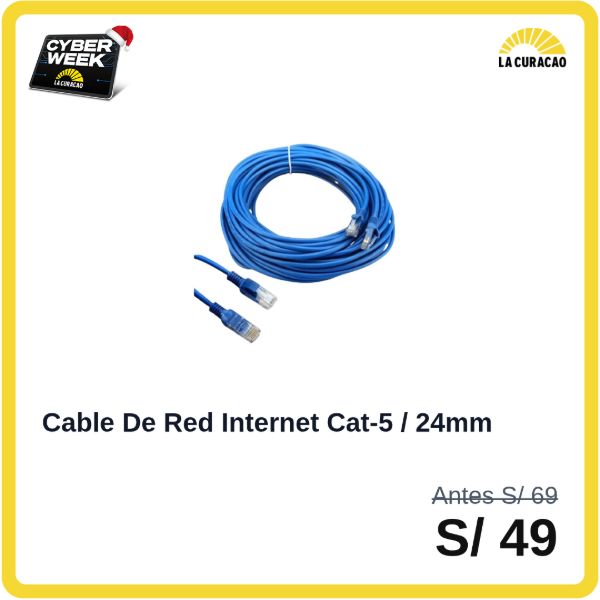 CYBER
WEEK
LA CURACAO
LA CURACAO
Cable De Red Internet Cat-5 / 24mm
Antes S/ 69
S/ 49